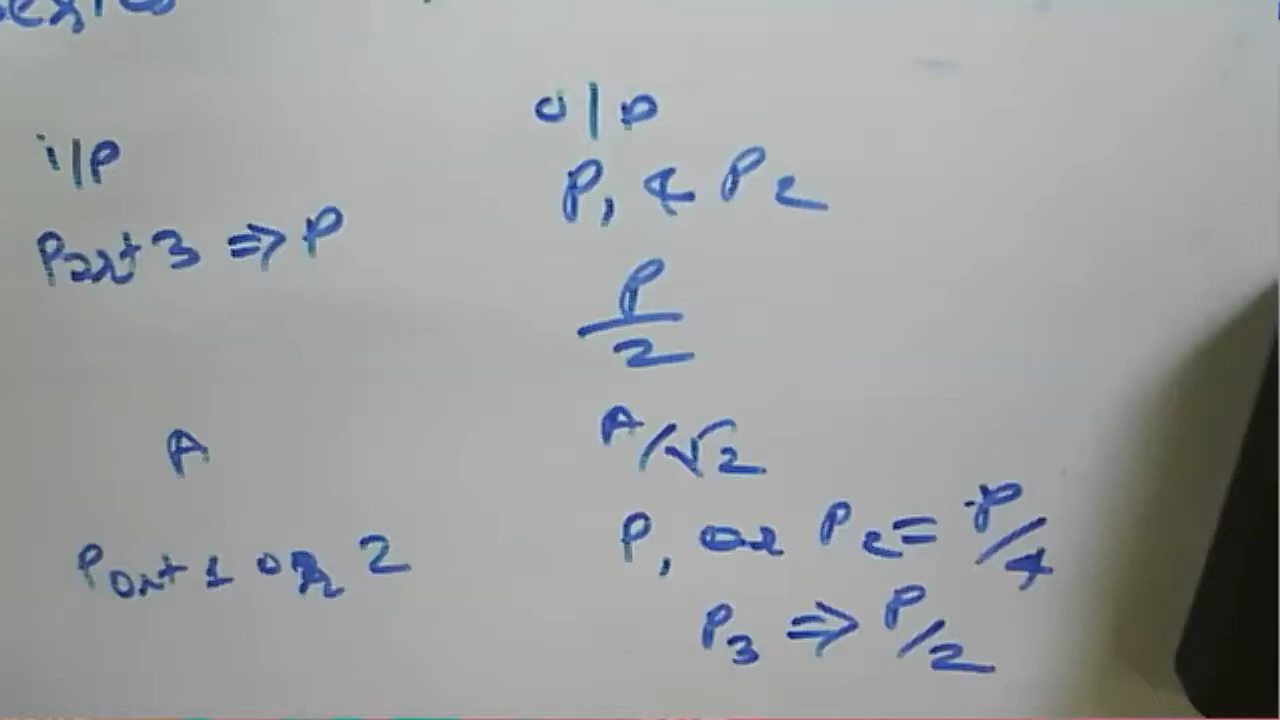 i/P
o/p
P1 & P2
Port 3 ⇒ P
P/2
A
A/√2
Port 1 or 2
P1 or P2 = P/4
P3 ⇒ P/2